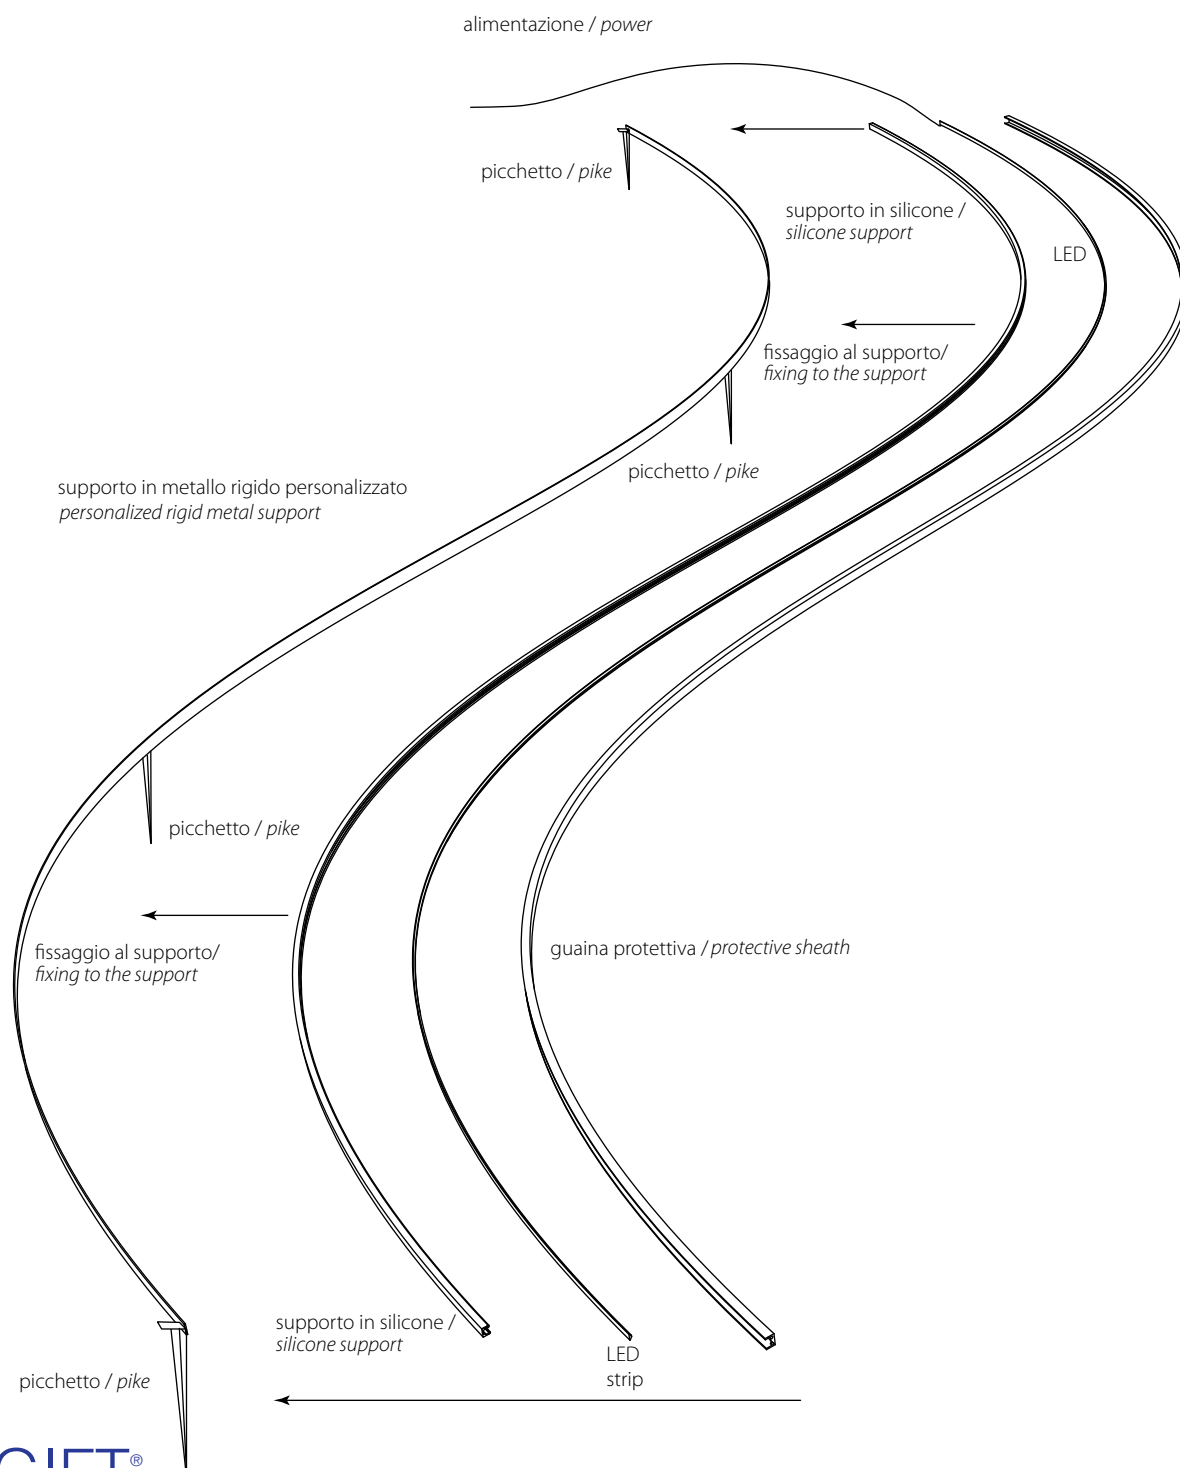 alimentazione / power
picchetto / pike
supporto in silicone /
silicone support
LED
fissaggio al supporto/
fixing to the support
picchetto / pike
supporto in metallo rigido personalizzato
personalized rigid metal support
picchetto / pike
fissaggio al supporto/
fixing to the support
guaina protettiva / protective sheath
supporto in silicone /
silicone support
LED
strip
picchetto / pike